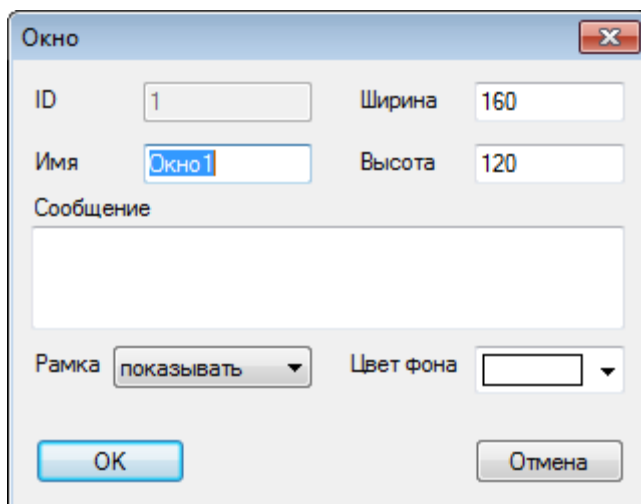 Окно
ID 1 Ширина 160
Имя Окно1 Высота 120
Сообщение
Рамка показывать Цвет фона
OK Отмена